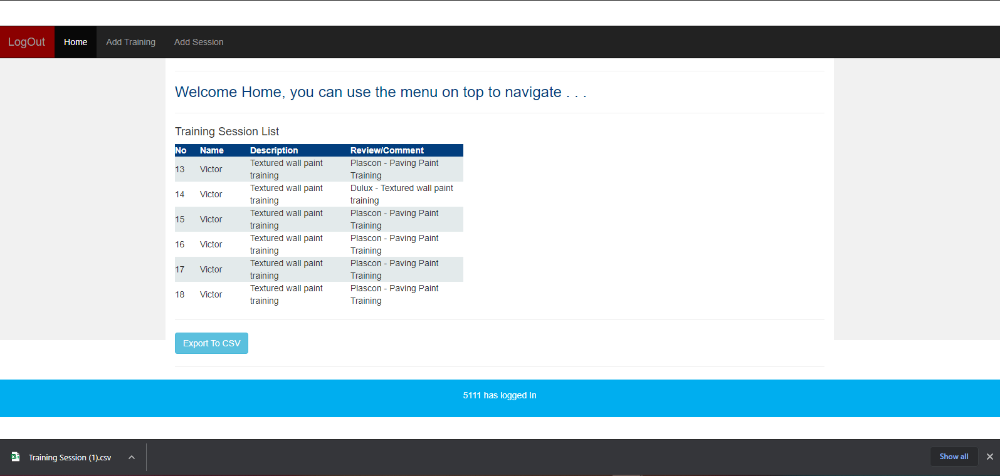 LogOut Home Add Training Add Session
Welcome Home, you can use the menu on top to navigate . . .
Training Session List
No Name Description Review/Comment
13 Victor Textured wall paint training Plascon - Paving Paint Training
14 Victor Textured wall paint training Dulux - Textured wall paint training
15 Victor Textured wall paint training Plascon - Paving Paint Training
16 Victor Textured wall paint training Plascon - Paving Paint Training
17 Victor Textured wall paint training Plascon - Paving Paint Training
18 Victor Textured wall paint training Plascon - Paving Paint Training
Export To CSV
5111 has logged In
Training Session (1).csv Show all